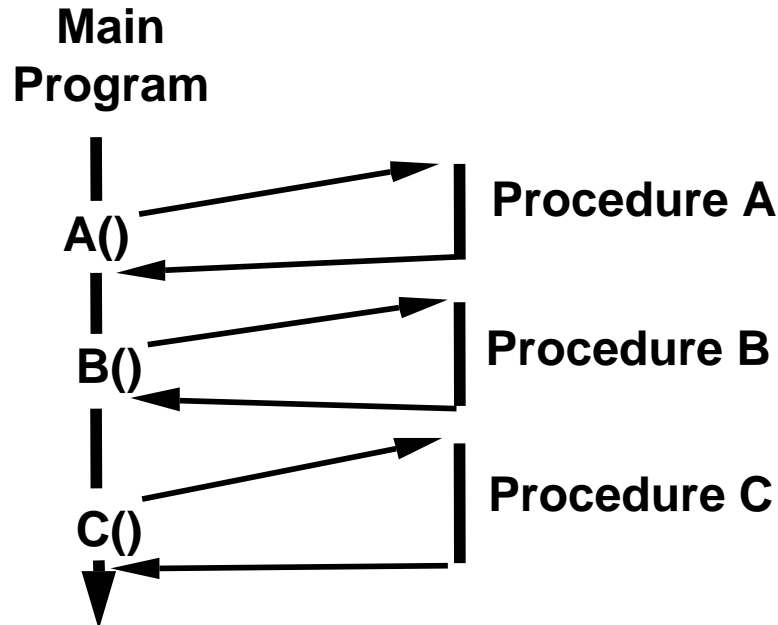 Main
Program
A()
Procedure A
B()
Procedure B
C()
Procedure C